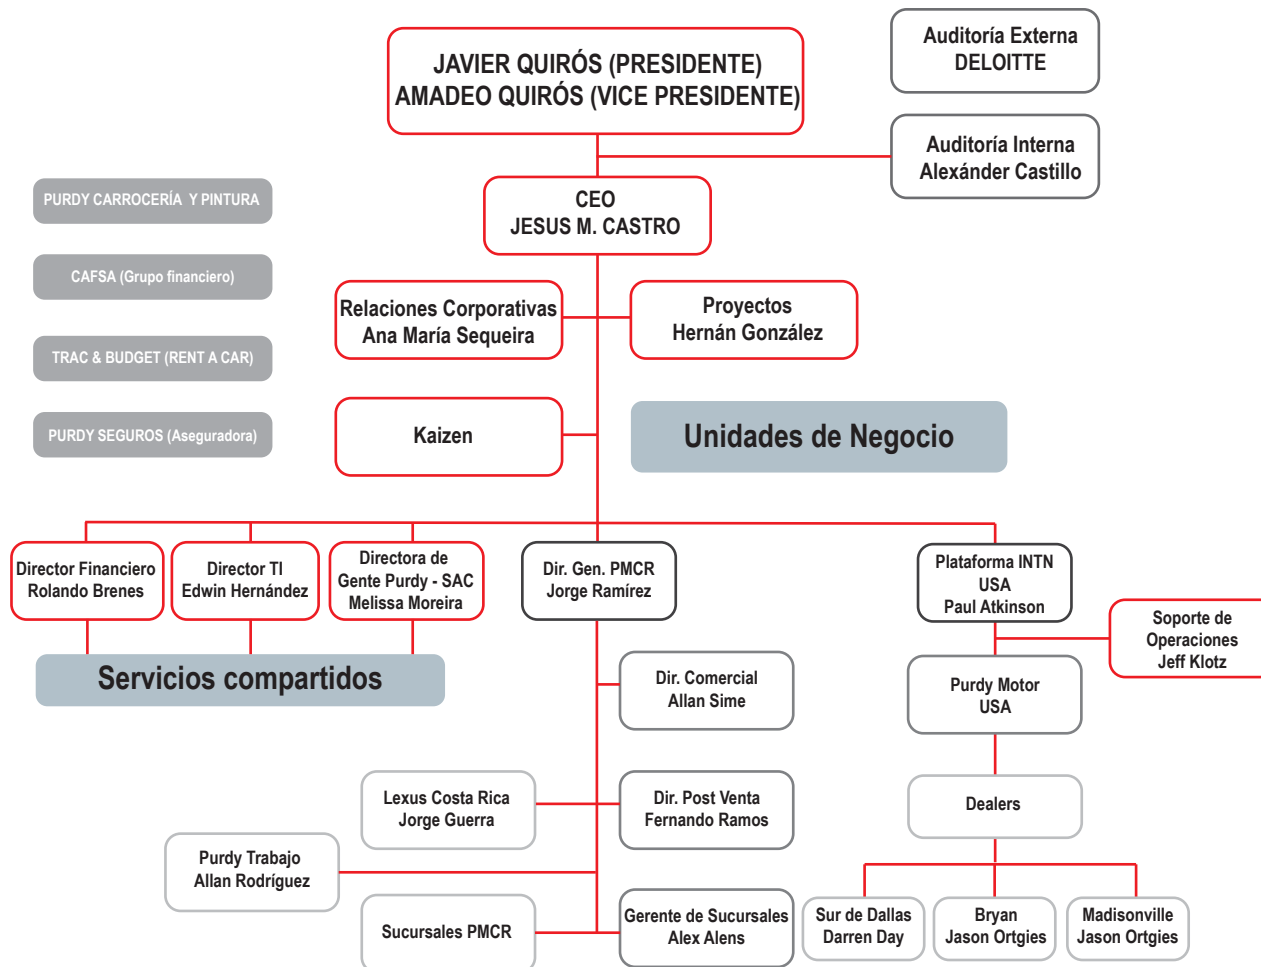 JAVIER QUIRÓS (PRESIDENTE)
AMADEO QUIRÓS (VICE PRESIDENTE)
Auditoría Externa
DELOITTE
Auditoría Interna
Alexánder Castillo
CEO
JESUS M. CASTRO
PURDY CARROCERÍA Y PINTURA
CAFSA (Grupo financiero)
TRAC & BUDGET (RENT A CAR)
PURDY SEGUROS (Aseguradora)
Relaciones Corporativas
Ana María Sequeira
Proyectos
Hernán González
Kaizen
Unidades de Negocio
Director Financiero
Rolando Brenes
Director TI
Edwin Hernández
Directora de
Gente Purdy - SAC
Melissa Moreira
Dir. Gen. PMCR
Jorge Ramírez
Plataforma INTN
USA
Paul Atkinson
Soporte de
Operaciones
Jeff Klotz
Servicios compartidos
Dir. Comercial
Allan Sime
Purdy Motor
USA
Lexus Costa Rica
Jorge Guerra
Dir. Post Venta
Fernando Ramos
Dealers
Purdy Trabajo
Allan Rodríguez
Sucursales PMCR
Gerente de Sucursales
Alex Alens
Sur de Dallas
Darren Day
Bryan
Jason Ortgies
Madisonville
Jason Ortgies